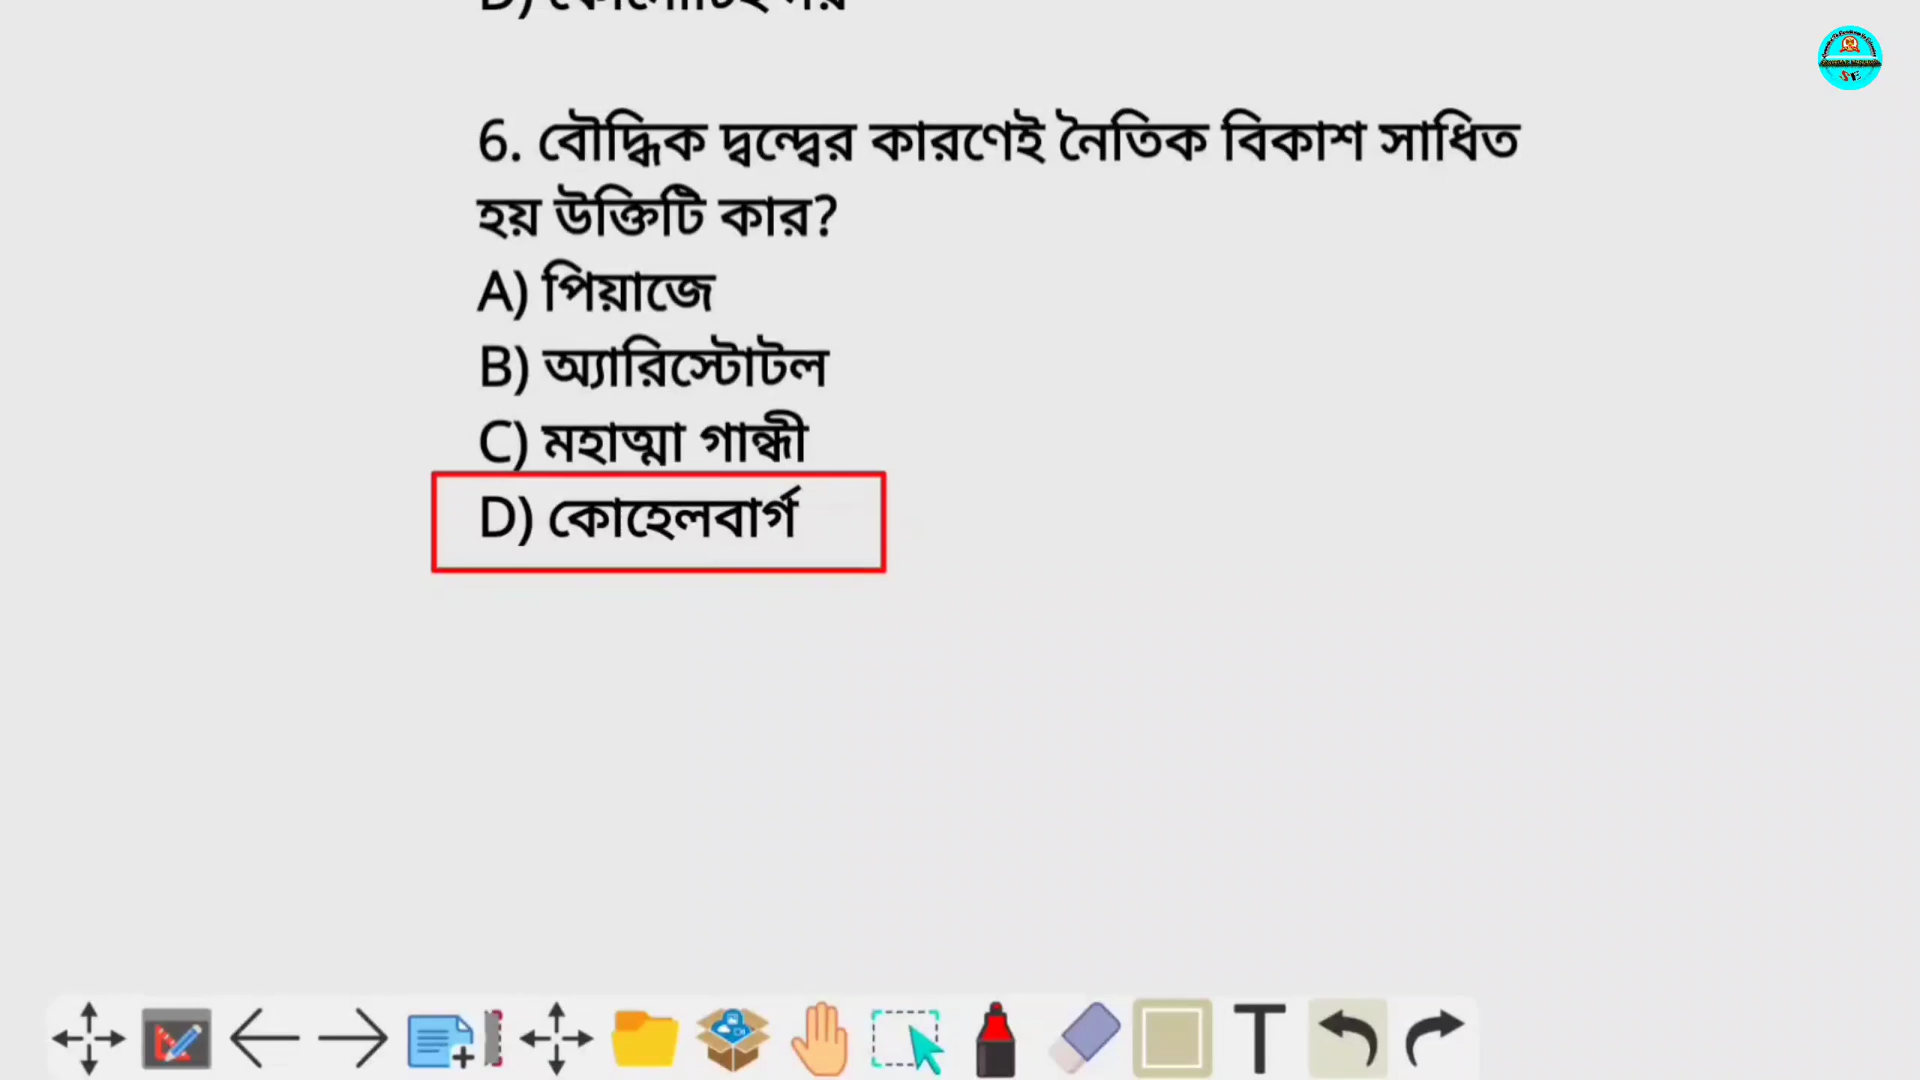 6. বৌদ্ধিক দ্বন্দ্বের কারণেই নৈতিক বিকাশ সাধিত
হয় উক্তিটি কার?
A) পিয়াজে
B) অ্যারিস্টোটল
C) মহাত্মা গান্ধী
D) কোহেলবার্গ